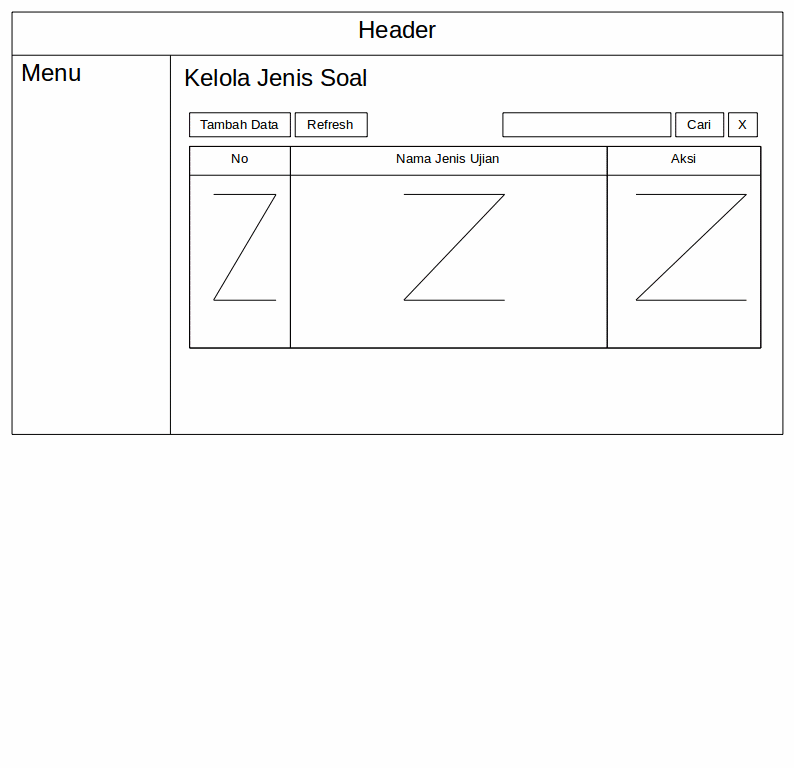 Header
Menu
Kelola Jenis Soal
Tambah Data
Refresh
Cari
X
No
Nama Jenis Ujian
Aksi